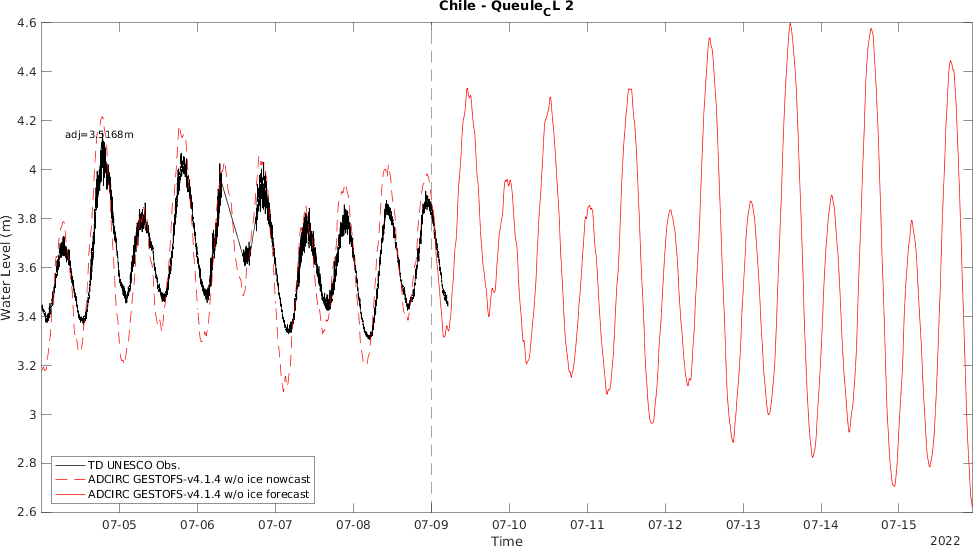 Chile - Queule_CL 2
4.6
4.4
4.2
4
3.8
3.6
3.4
3.2
3
2.8
2.6
Water Level (m)
adj=3.5168m
TD UNESCO Obs.
ADCIRC GESTOFS-v4.1.4 w/o ice nowcast
ADCIRC GESTOFS-v4.1.4 w/o ice forecast
07-05 07-06 07-07 07-08 07-09 07-10 07-11 07-12 07-13 07-14 07-15
Time
2022